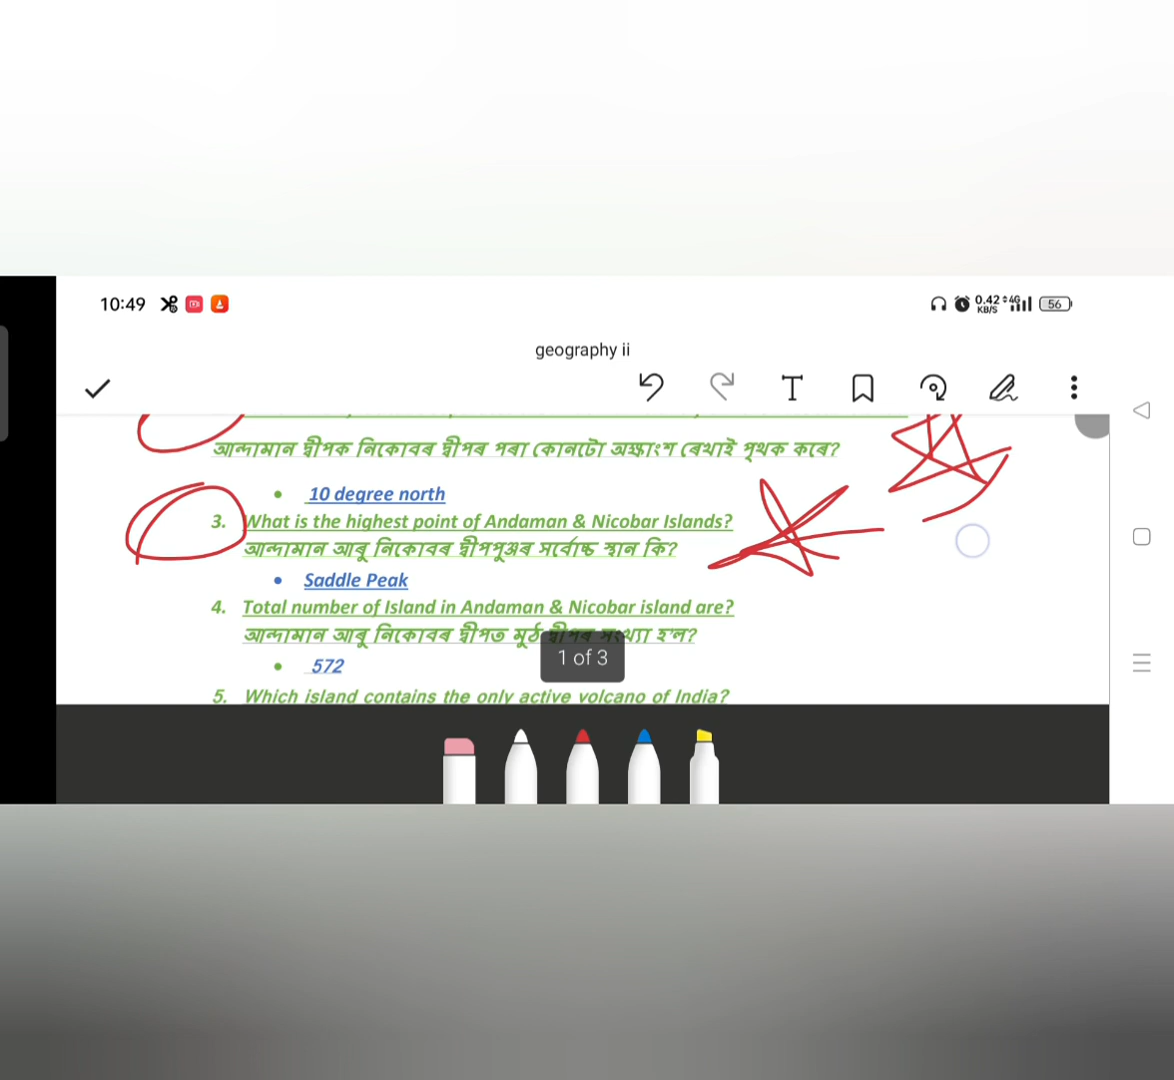 10:49 0.42 KB/S 4G 56
geography ii
আন্দামান দ্বীপক নিকোবৰ দ্বীপৰ পৰা কোনটো অক্ষাংশ ৰেখাই পৃথক কৰে?
10 degree north
3. What is the highest point of Andaman & Nicobar Islands?
আন্দামান আৰু নিকোবৰ দ্বীপপুঞ্জৰ সৰ্বোচ্চ স্থান কি?
Saddle Peak
4. Total number of Island in Andaman & Nicobar island are?
আন্দামান আৰু নিকোবৰ দ্বীপত মুঠ দ্বীপৰ সংখ্যা হ'ল?
1 of 3
572
5. Which island contains the only active volcano of India?